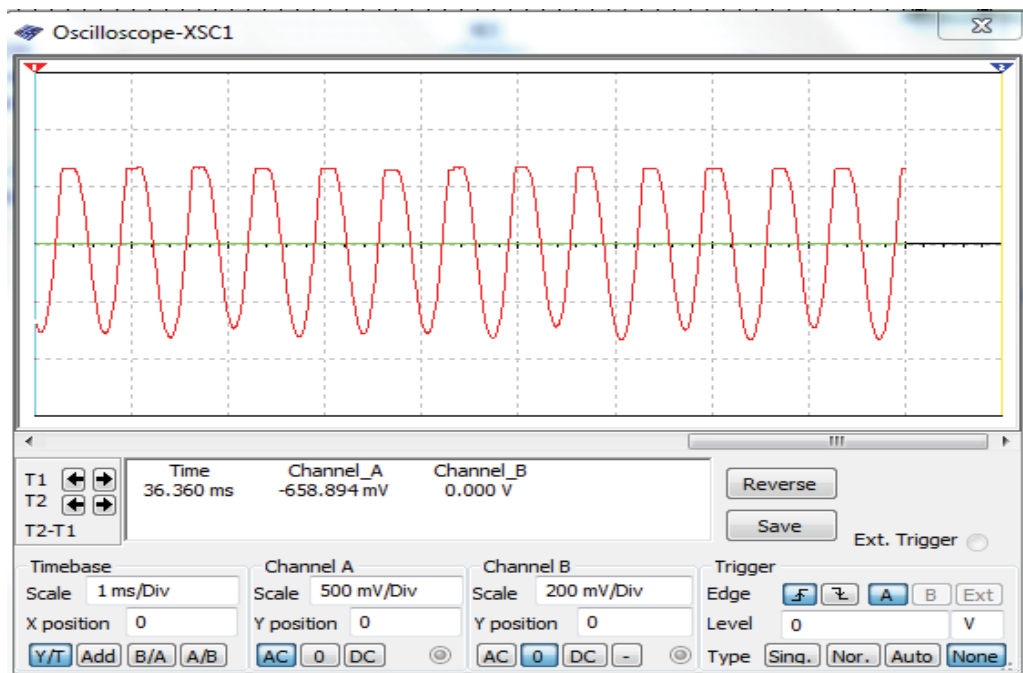 Oscilloscope-XSC1
1
2
T1
T2
T2-T1
Time Channel_A Channel_B
36.360 ms -658.894 mV 0.000 V
Reverse
Save
Ext. Trigger
Timebase
Scale 1 ms/Div
X position 0
Y/T Add B/A A/B
Channel A
Scale 500 mV/Div
Y position 0
AC 0 DC
Channel B
Scale 200 mV/Div
Y position 0
AC 0 DC -
Trigger
Edge A B Ext
Level 0 V
Type Sing. Nor. Auto None